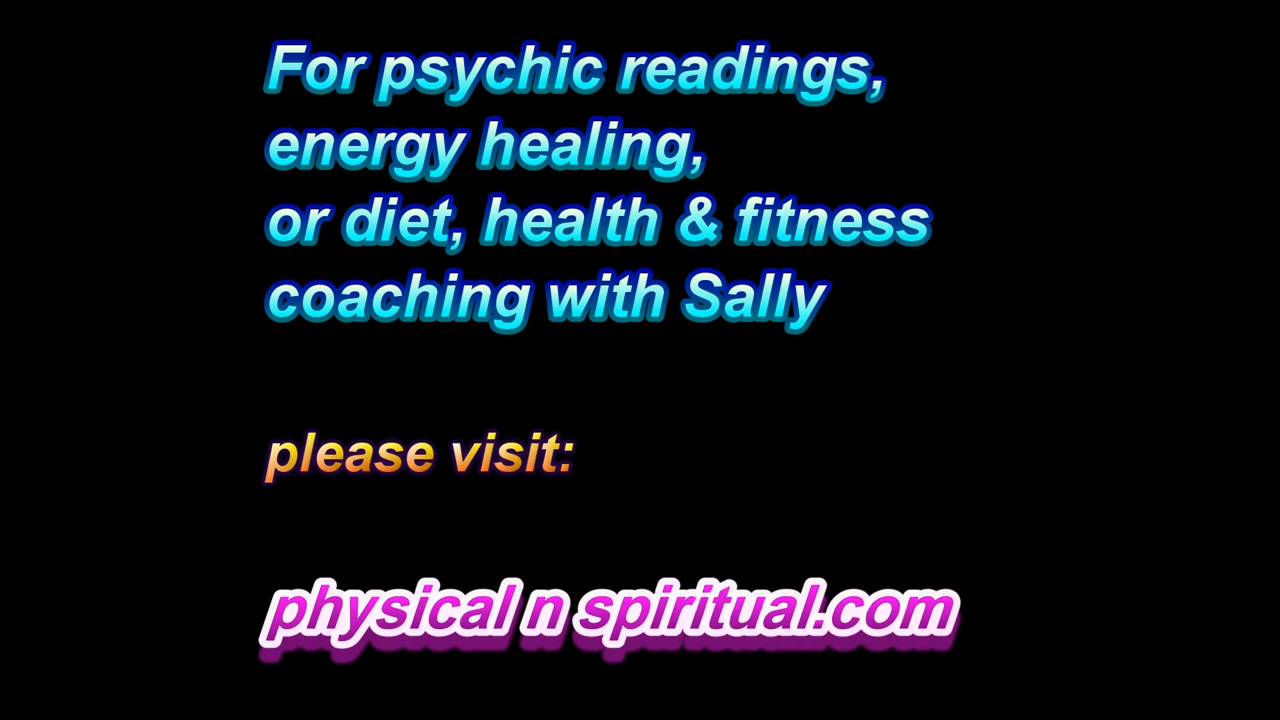 For psychic readings,
energy healing,
or diet, health & fitness
coaching with Sally
please visit:
physical n spiritual.com